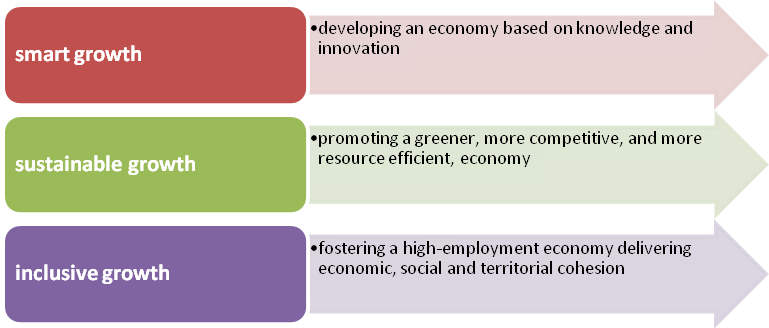 smart growth
•developing an economy based on knowledge and
innovation
sustainable growth
•promoting a greener, more competitive, and more
resource efficient, economy
inclusive growth
•fostering a high-employment economy delivering
economic, social and territorial cohesion